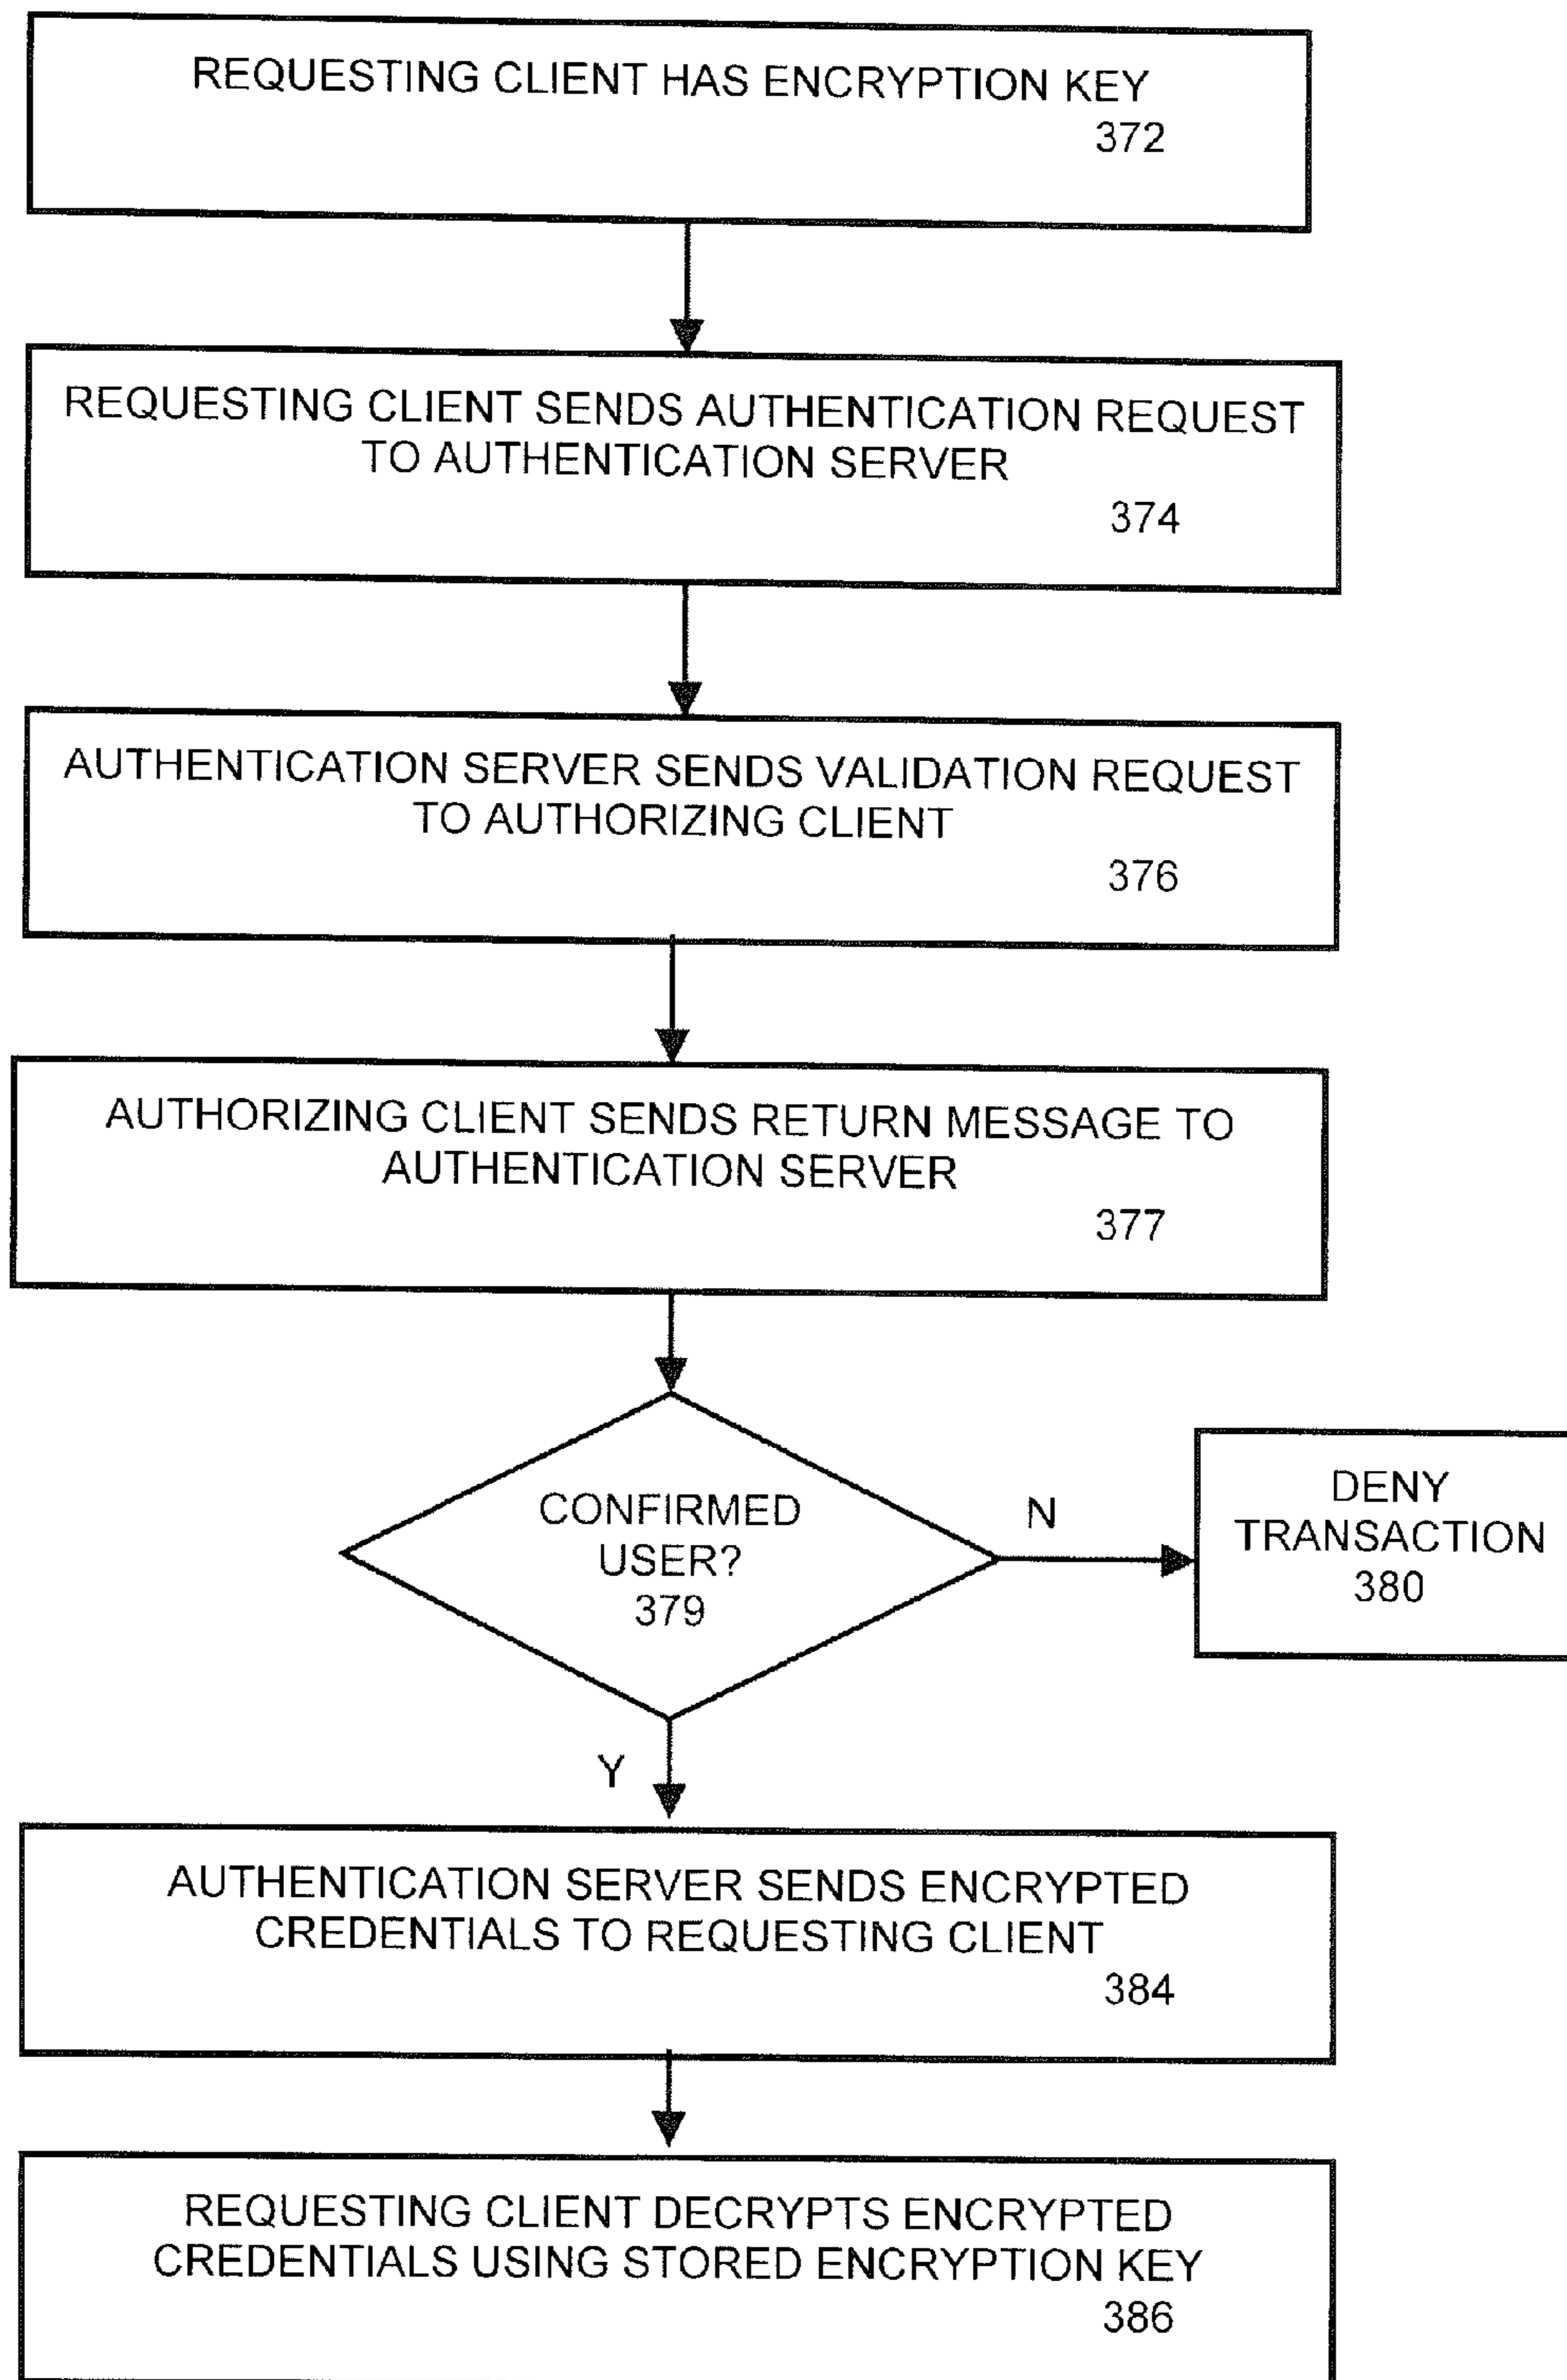 REQUESTING CLIENT HAS ENCRYPTION KEY
372
REQUESTING CLIENT SENDS AUTHENTICATION REQUEST
TO AUTHENTICATION SERVER
374
AUTHENTICATION SERVER SENDS VALIDATION REQUEST
TO AUTHORIZING CLIENT
376
AUTHORIZING CLIENT SENDS RETURN MESSAGE TO
AUTHENTICATION SERVER
377
CONFIRMED
USER?
379
N
DENY
TRANSACTION
380
Y
AUTHENTICATION SERVER SENDS ENCRYPTED
CREDENTIALS TO REQUESTING CLIENT
384
REQUESTING CLIENT DECRYPTS ENCRYPTED
CREDENTIALS USING STORED ENCRYPTION KEY
386